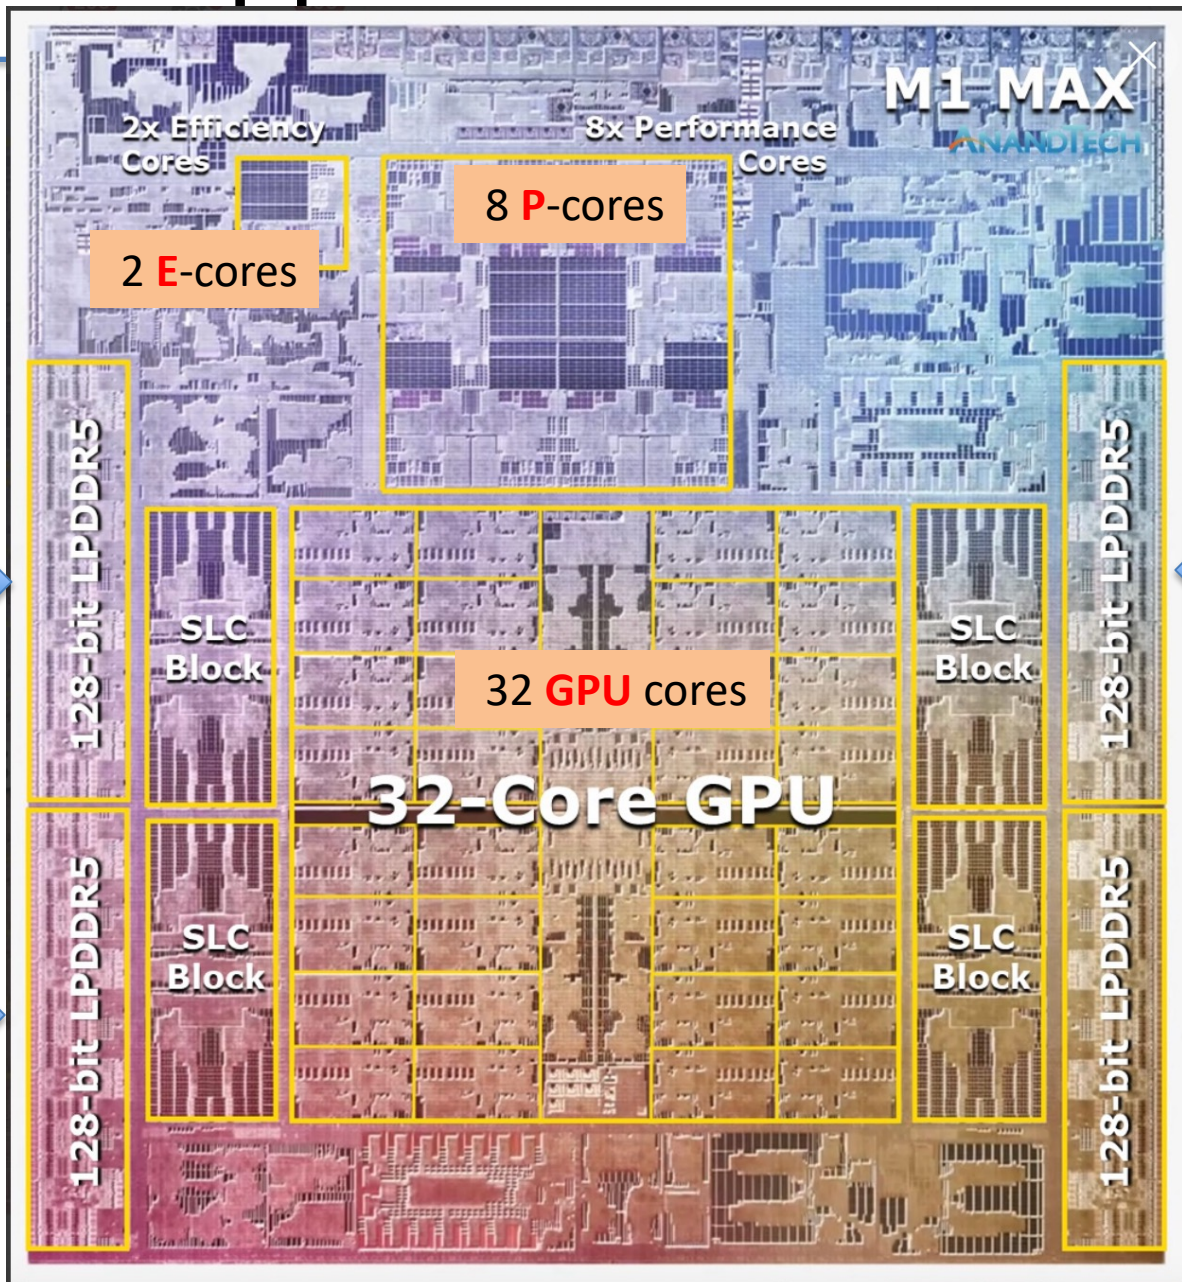 M1 MAX
ANANDTECH
2x Efficiency
Cores
8x Performance
Cores
8 P-cores
2 E-cores
128-bit LPDDR5
128-bit LPDDR5
SLC
Block
SLC
Block
32 GPU cores
32-Core GPU
SLC
Block
SLC
Block
128-bit LPDDR5
128-bit LPDDR5